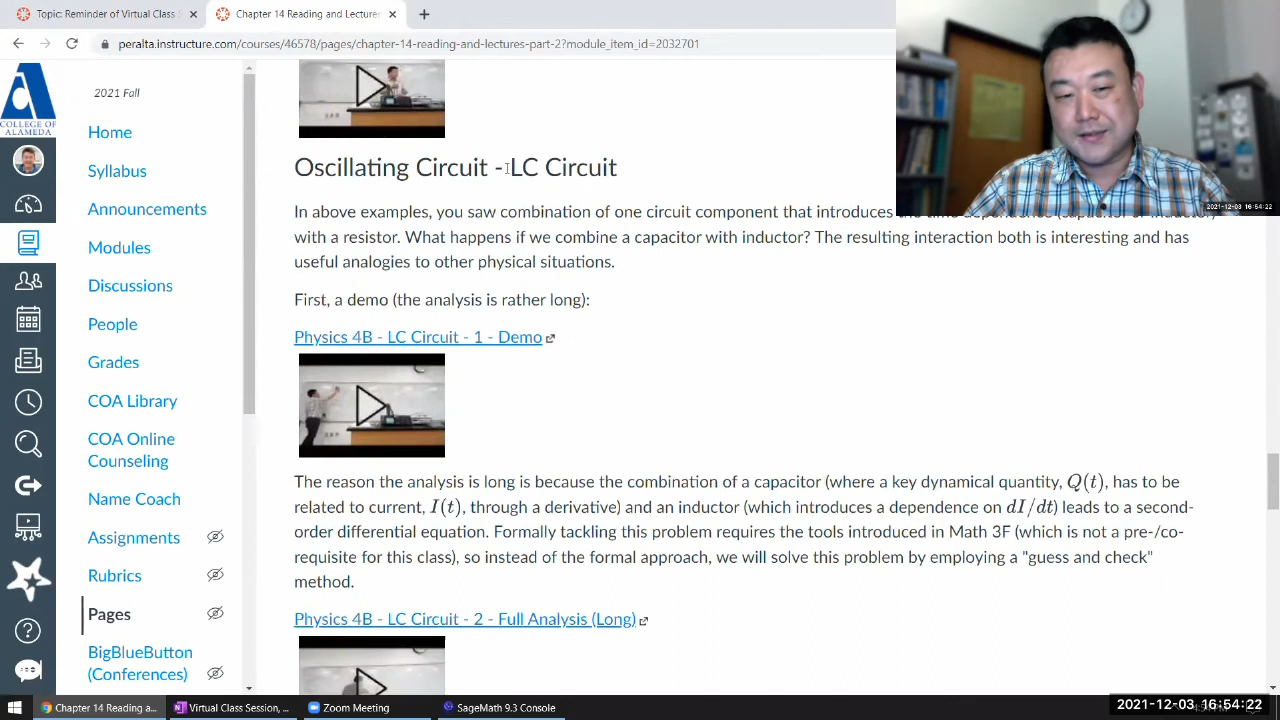 Topic: Reminder of Virtual Class S
Chapter 14 Reading and Lecture
peralta.instructure.com/courses/46578/pages/chapter-14-reading-and-lectures-part-2?module_item_id=2032701
COLLEGE OF
ALAMEDA
2021 Fall
Home
Syllabus
Announcements
Modules
Discussions
People
Grades
COA Library
COA Online
Counseling
Name Coach
Assignments
Rubrics
Pages
BigBlueButton
(Conferences)
Oscillating Circuit - LC Circuit
In above examples, you saw combination of one circuit component that introduces
with a resistor. What happens if we combine a capacitor with inductor? The resulting interaction both is interesting and has
useful analogies to other physical situations.
First, a demo (the analysis is rather long):
Physics 4B - LC Circuit - 1 - Demo
The reason the analysis is long is because the combination of a capacitor (where a key dynamical quantity, Q(t), has to be
related to current, I(t), through a derivative) and an inductor (which introduces a dependence on dI/dt) leads to a second-
order differential equation. Formally tackling this problem requires the tools introduced in Math 3F (which is not a pre-/co-
requisite for this class), so instead of the formal approach, we will solve this problem by employing a "guess and check"
method.
Physics 4B - LC Circuit - 2 - Full Analysis (Long)
2021-12-03 16:54:22
Chapter 14 Reading a...
Virtual Class Session, ...
Zoom Meeting
SageMath 9.3 Console
2021-12-03 16:54:22